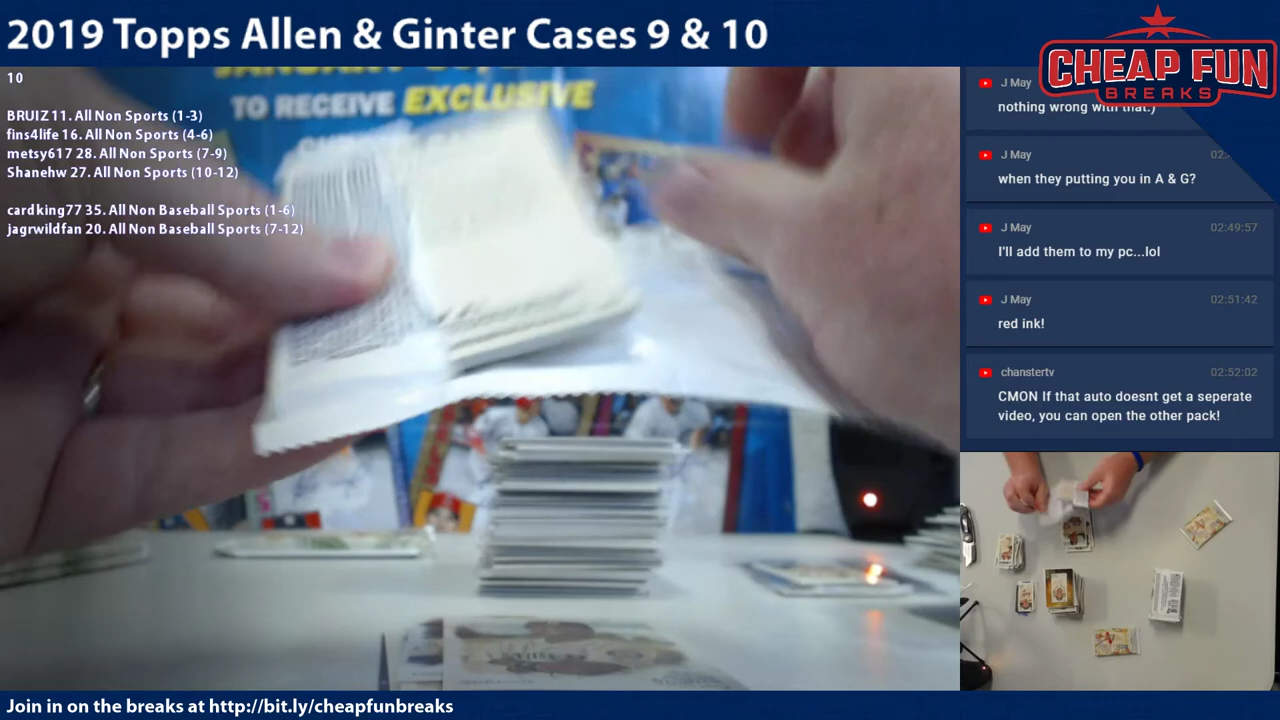 2019 Topps Allen & Ginter Cases 9 & 10
CHEAP FUN
BREAKS
10
BRUIZ 11. All Non Sports (1-3)
fins4life 16. All Non Sports (4-6)
metsy617 28. All Non Sports (7-9)
Shanehw 27. All Non Sports (10-12)
cardking77 35. All Non Baseball Sports (1-6)
jagrwildfan 20. All Non Baseball Sports (7-12)
TO RECEIVE EXCLUSIVE
J May
nothing wrong with that:)
J May 02:
when they putting you in A & G?
J May 02:49:57
I'll add them to my pc...lol
J May 02:51:42
red ink!
chanstertv 02:52:02
CMON If that auto doesnt get a seperate
video, you can open the other pack!
Join in on the breaks at http://bit.ly/cheapfunbreaks